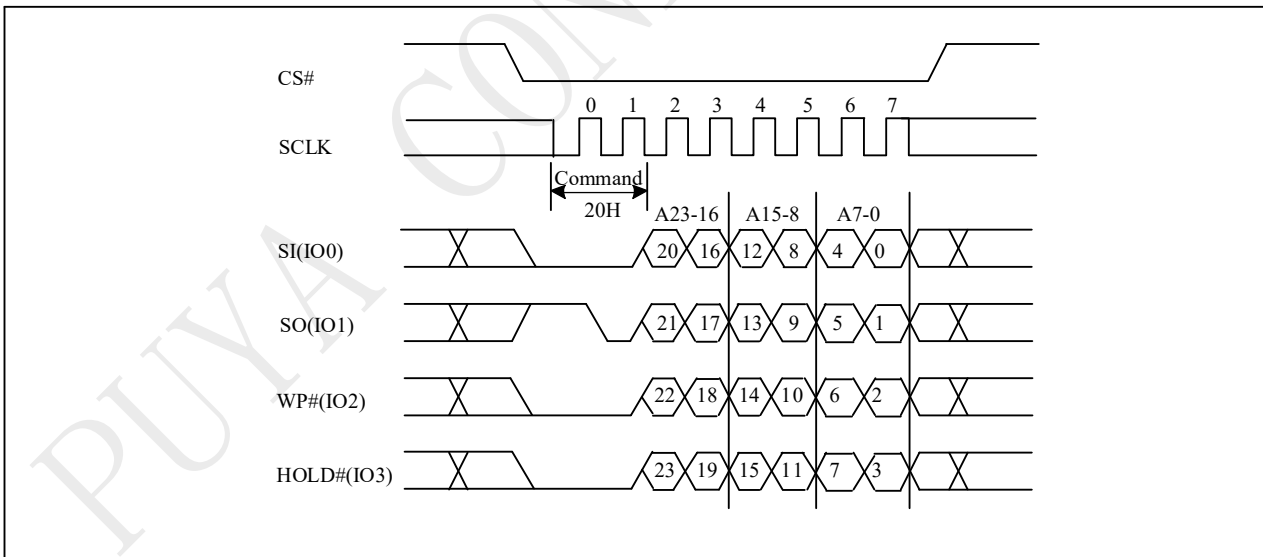 PUYA CON
CS#
0 1 2 3 4 5 6 7
SCLK
Command
20H
A23-16 A15-8 A7-0
SI(IO0) 20 16 12 8 4 0
SO(IO1) 21 17 13 9 5 1
WP#(IO2) 22 18 14 10 6 2
HOLD#(IO3) 23 19 15 11 7 3